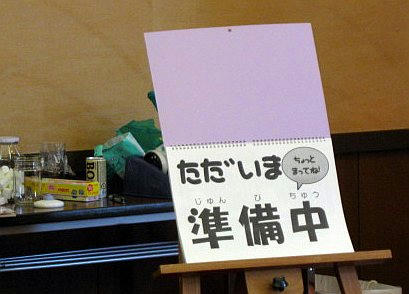 ただいま
ちょっと
まってね!
じゅん び ちゅう
準備中